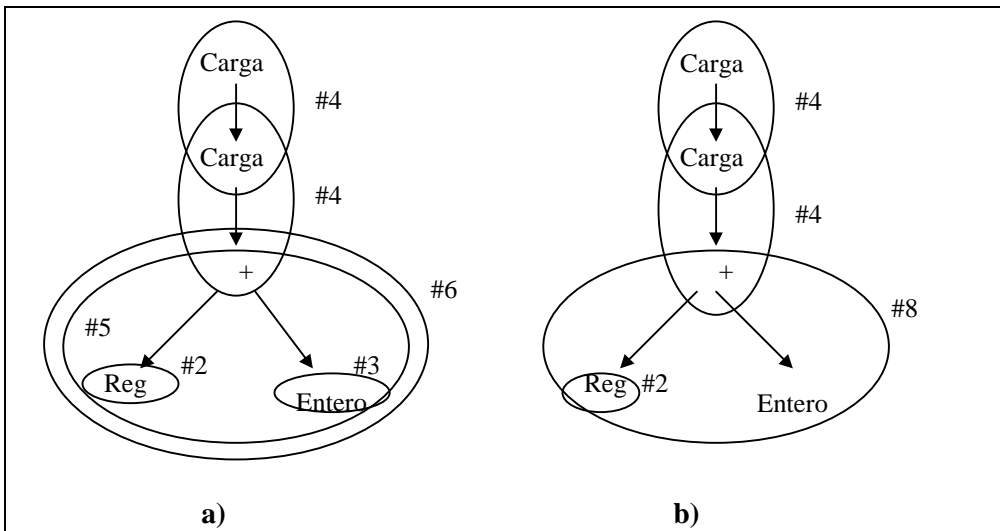 Carga
#4
Carga
#4
+
#6
#5
#2
#3
Reg
Entero
a)
Carga
#4
Carga
#4
+
#8
Reg
#2
Entero
b)